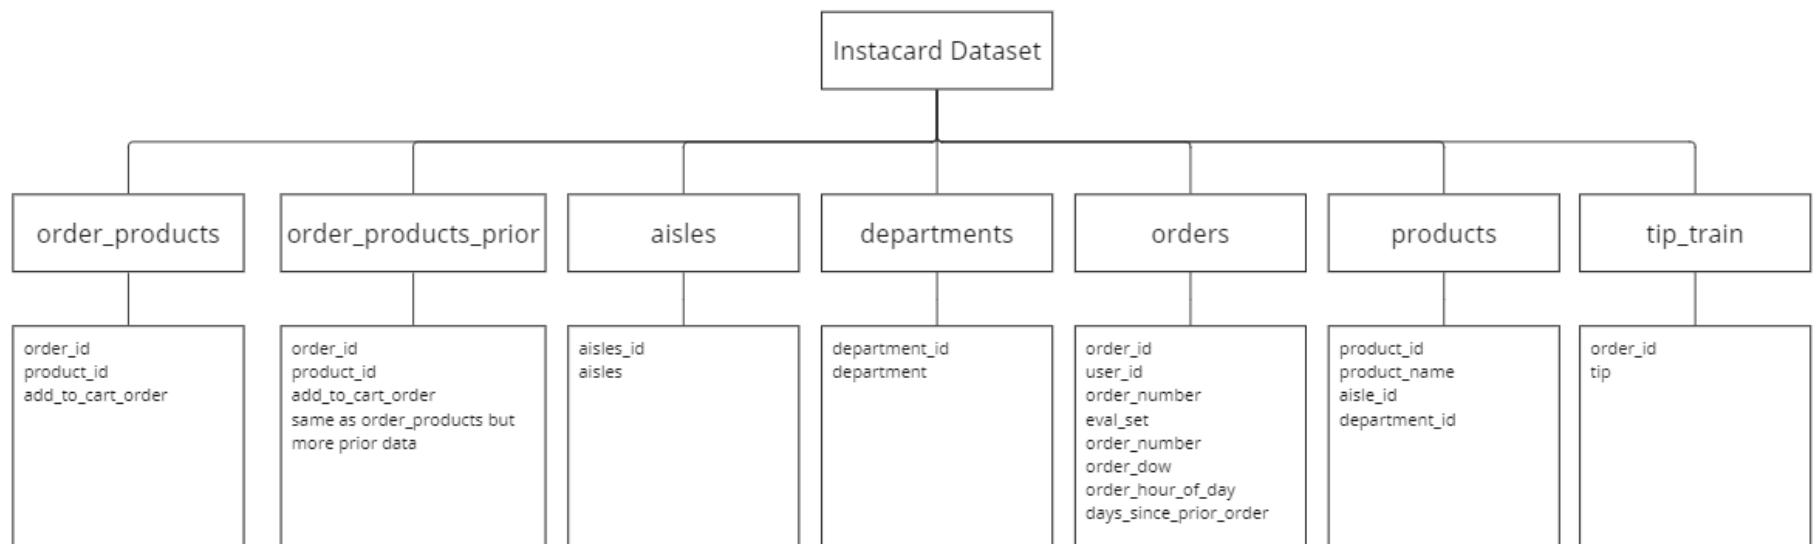 Instacard Dataset
order_products
order_products_prior
aisles
departments
orders
products
tip_train
order_id
product_id
add_to_cart_order
order_id
product_id
add_to_cart_order
same as order_products but
more prior data
aisles_id
aisles
department_id
department
order_id
user_id
order_number
eval_set
order_number
order_dow
order_hour_of_day
days_since_prior_order
product_id
product_name
aisle_id
department_id
order_id
tip